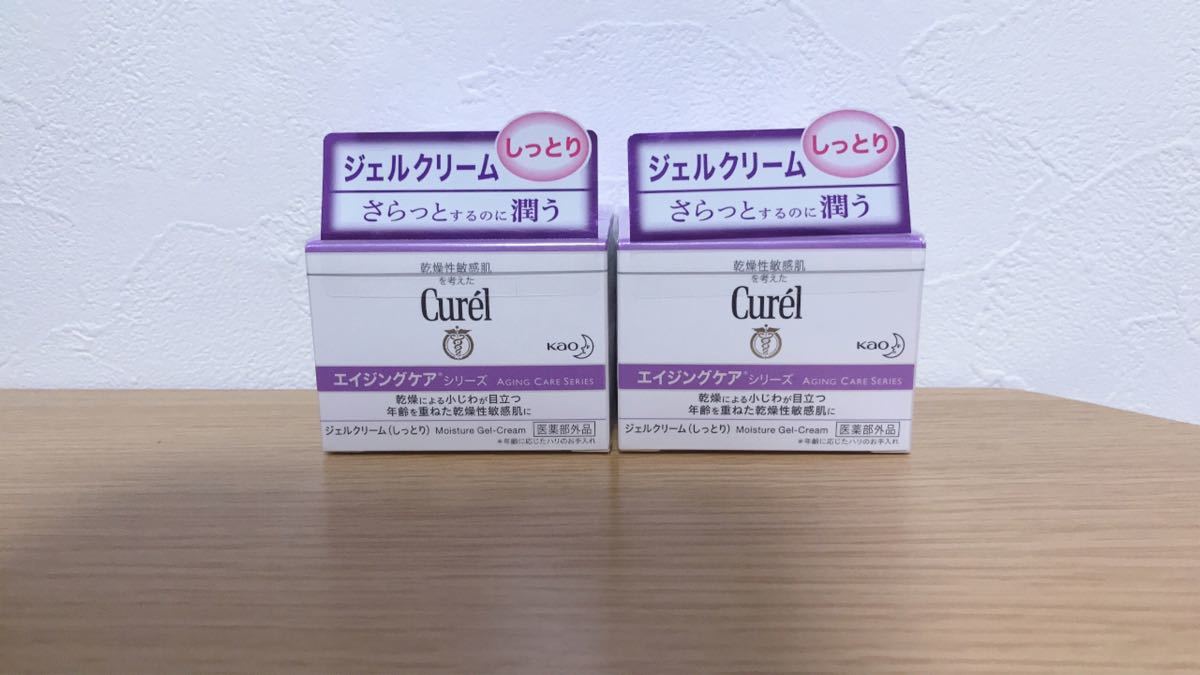 ジェルクリーム
しっとり
さらっとするのに潤う
乾燥性敏感肌
を考えた
Curél
Kao
エイジングケア*シリーズ AGING CARE SERIES
乾燥による小じわが目立つ
年齢を重ねた乾燥性敏感肌に
ジェルクリーム(しっとり) Moisture Gel-Cream 医薬部外品
*年齢に応じたハリのお手入れ
ジェルクリーム
しっとり
さらっとするのに潤う
乾燥性敏感肌
を考えた
Curél
Kao
エイジングケア*シリーズ AGING CARE SERIES
乾燥による小じわが目立つ
年齢を重ねた乾燥性敏感肌に
ジェルクリーム(しっとり) Moisture Gel-Cream 医薬部外品
*年齢に応じたハリのお手入れ